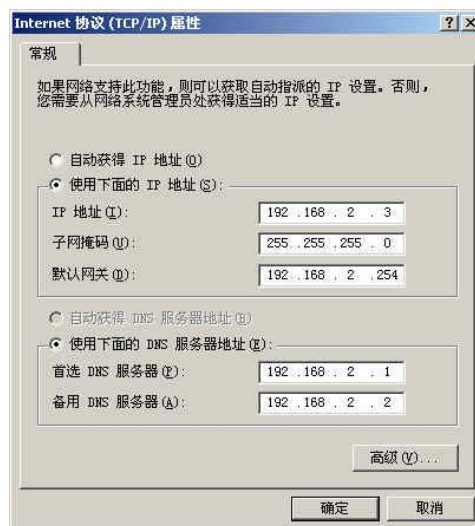 Internet 协议 (TCP/IP) 属性
常规
如果网络支持此功能,则可以获取自动指派的 IP 设置。否则,
您需要从网络系统管理员处获得适当的 IP 设置。
自动获得 IP 地址(O)
使用下面的 IP 地址(S):
IP 地址(I): 192 .168 . 2 . 3
子网掩码(U): 255 .255 .255 . 0
默认网关(D): 192 .168 . 2 .254
自动获得 DNS 服务器地址(B)
使用下面的 DNS 服务器地址(E):
首选 DNS 服务器(P): 192 .168 . 2 . 1
备用 DNS 服务器(A): 192 .168 . 2 . 2
高级(V)...
确定 取消